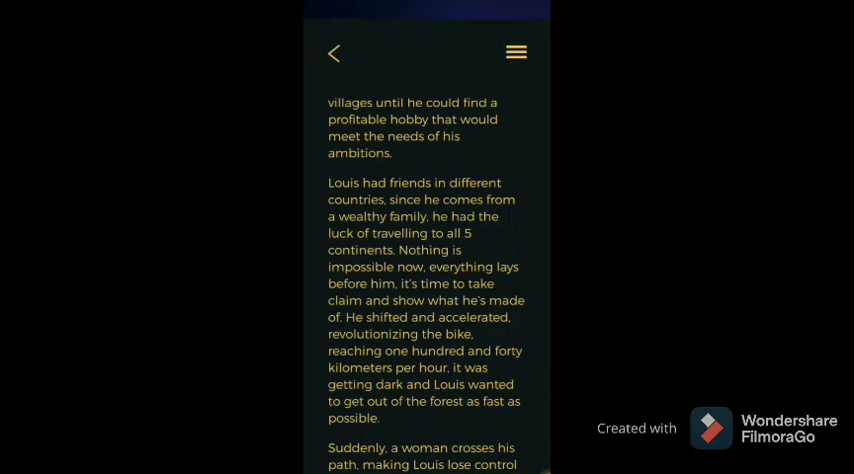 villages until he could find a
profitable hobby that would
meet the needs of his
ambitions.
Louis had friends in different
countries, since he comes from
a wealthy family, he had the
luck of travelling to all 5
continents. Nothing is
impossible now, everything lays
before him, it's time to take
claim and show what he's made
of. He shifted and accelerated,
revolutionizing the bike,
reaching one hundred and forty
kilometers per hour, it was
getting dark and Louis wanted
to get out of the forest as fast as
possible.
Suddenly, a woman crosses his
path, making Louis lose control
Created with
Wondershare
FilmoraGo